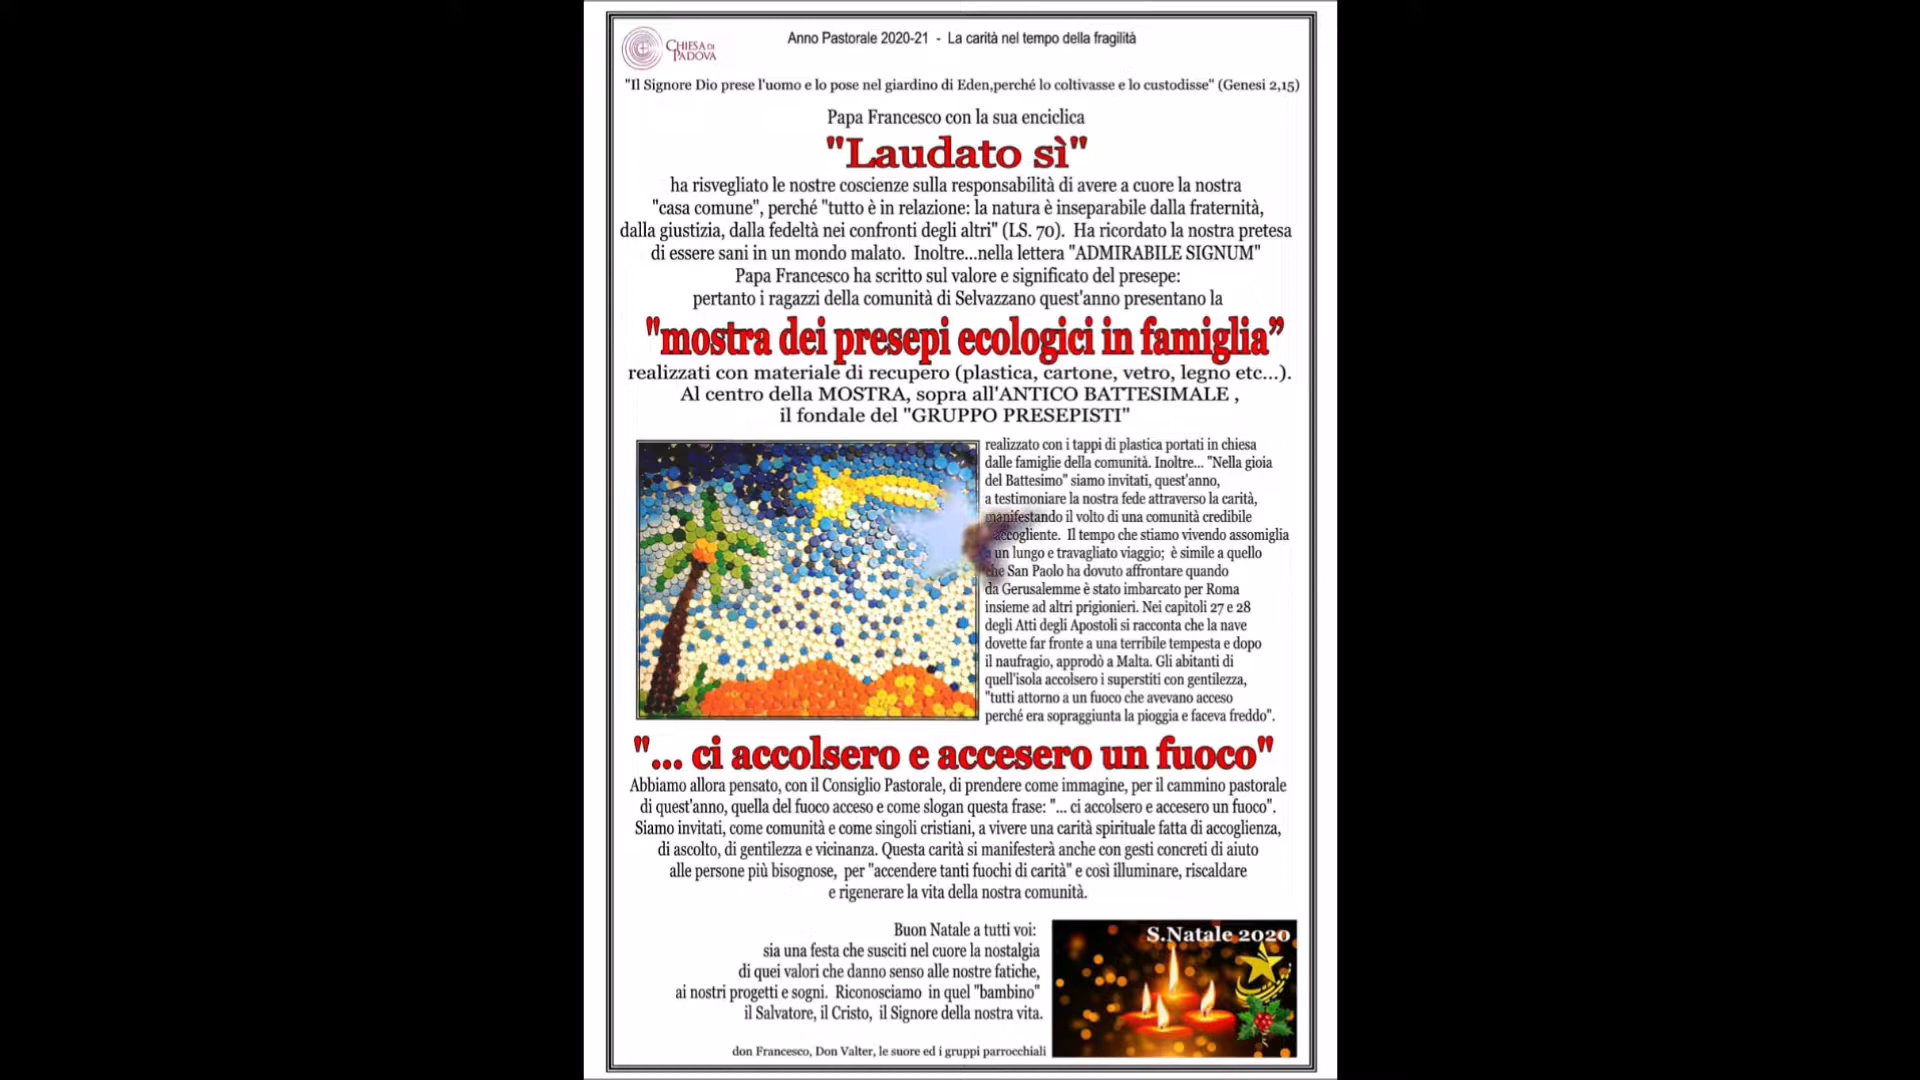 CHIESA DI
PADOVA
Anno Pastorale 2020-21 - La carità nel tempo della fragilità
"Il Signore Dio prese l'uomo e lo pose nel giardino di Eden,perché lo coltivasse e lo custodisse" (Genesi 2,15)
Papa Francesco con la sua enciclica
"Laudato sì"
ha risvegliato le nostre coscienze sulla responsabilità di avere a cuore la nostra
"casa comune", perché "tutto è in relazione: la natura è inseparabile dalla fraternità,
dalla giustizia, dalla fedeltà nei confronti degli altri" (LS. 70). Ha ricordato la nostra pretesa
di essere sani in un mondo malato. Inoltre...nella lettera "ADMIRABILE SIGNUM"
Papa Francesco ha scritto sul valore e significato del presepe:
pertanto i ragazzi della comunità di Selvazzano quest'anno presentano la
"mostra dei presepi ecologici in famiglia”
realizzati con materiale di recupero (plastica, cartone, vetro, legno etc...).
Al centro della MOSTRA, sopra all'ANTICO BATTESIMALE ,
il fondale del "GRUPPO PRESEPISTI"
realizzato con i tappi di plastica portati in chiesa
dalle famiglie della comunità. Inoltre... "Nella gioia
del Battesimo" siamo invitati, quest'anno,
a testimoniare la nostra fede attraverso la carità,
manifestando il volto di una comunità credibile
accogliente. Il tempo che stiamo vivendo assomiglia
a un lungo e travagliato viaggio; è simile a quello
che San Paolo ha dovuto affrontare quando
da Gerusalemme è stato imbarcato per Roma
insieme ad altri prigionieri. Nei capitoli 27 e 28
degli Atti degli Apostoli si racconta che la nave
dovette far fronte a una terribile tempesta e dopo
il naufragio, approdò a Malta. Gli abitanti di
quell'isola accolsero i superstiti con gentilezza,
"tutti attorno a un fuoco che avevano acceso
perché era sopraggiunta la pioggia e faceva freddo".
"... ci accolsero e accesero un fuoco"
Abbiamo allora pensato, con il Consiglio Pastorale, di prendere come immagine, per il cammino pastorale
di quest'anno, quella del fuoco acceso e come slogan questa frase: "... ci accolsero e accesero un fuoco".
Siamo invitati, come comunità e come singoli cristiani, a vivere una carità spirituale fatta di accoglienza,
di ascolto, di gentilezza e vicinanza. Questa carità si manifesterà anche con gesti concreti di aiuto
alle persone più bisognose, per "accendere tanti fuochi di carità" e così illuminare, riscaldare
e rigenerare la vita della nostra comunità.
Buon Natale a tutti voi:
sia una festa che susciti nel cuore la nostalgia
di quei valori che danno senso alle nostre fatiche,
ai nostri progetti e sogni. Riconosciamo in quel "bambino"
il Salvatore, il Cristo, il Signore della nostra vita.
don Francesco, Don Valter, le suore ed i gruppi parrocchiali
S.Natale 2020